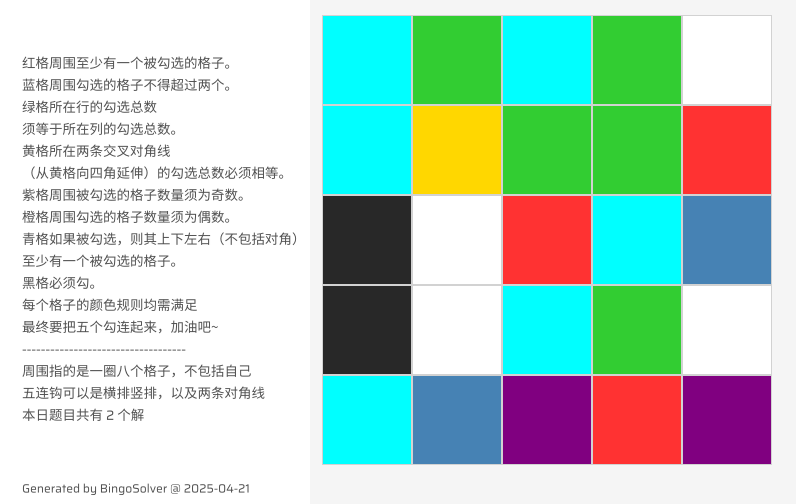 红格周围至少有一个被勾选的格子。
蓝格周围勾选的格子不得超过两个。
绿格所在行的勾选总数
须等于所在列的勾选总数。
黄格所在两条交叉对角线
（从黄格向四角延伸）的勾选总数必须相等。
紫格周围被勾选的格子数量须为奇数。
橙格周围勾选的格子数量须为偶数。
青格如果被勾选，则其上下左右（不包括对角）
至少有一个被勾选的格子。
黑格必须勾。
每个格子的颜色规则均需满足
最终要把五个勾连起来，加油吧~
----------------------------------
周围指的是一圈八个格子，不包括自己
五连钩可以是横排竖排，以及两条对角线
本日题目共有 2 个解
Generated by BingoSolver @ 2025-04-21